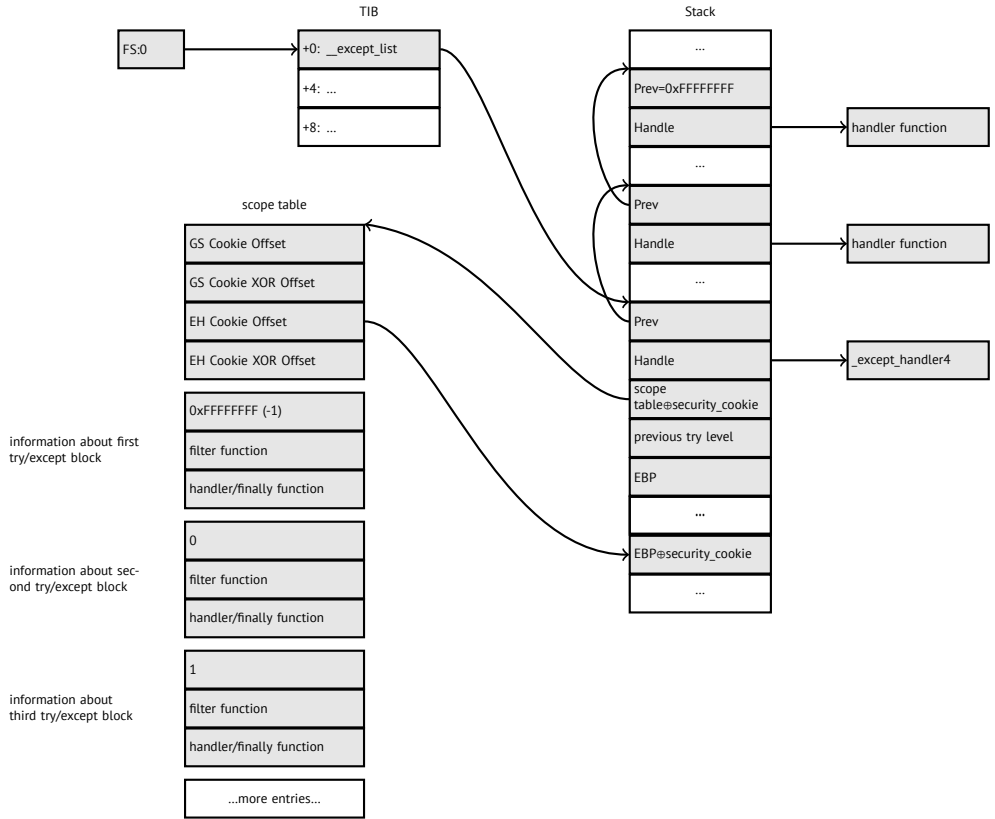 TIB
Stack
FS:0
+0: __except_list
+4: ...
+8: ...
...
Prev=0xFFFFFFFF
Handle
handler function
...
Prev
Handle
handler function
...
Prev
Handle
_except_handler4
scope
table⊕security_cookie
previous try level
EBP
...
EBP⊕security_cookie
...
scope table
GS Cookie Offset
GS Cookie XOR Offset
EH Cookie Offset
EH Cookie XOR Offset
information about first
try/except block
0xFFFFFFFF (-1)
filter function
handler/finally function
information about sec-
ond try/except block
0
filter function
handler/finally function
information about
third try/except block
1
filter function
handler/finally function
...more entries...